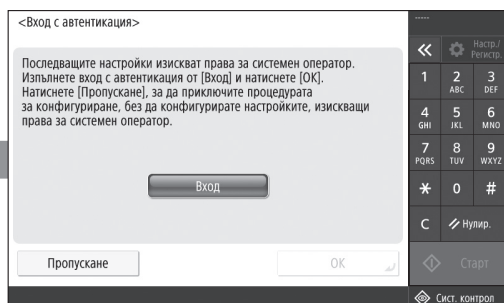 <Вход с автентикация>
Последващите настройки изискват права за системен оператор.
Изпълнете вход с автентикация от [Вход] и натиснете [ОК].
Натиснете [Пропускане], за да приключите процедурата
за конфигуриране, без да конфигурирате настройките, изискващи
права за системен оператор.
Вход
Пропускане
ОК
-----
Настр./
Регистр.
1 2 3
ABC DEF
4 5 6
GHI JKL MNO
7 8 9
PQRS TUV WXYZ
* 0 #
C Нулир.
Старт
Сист. контрол